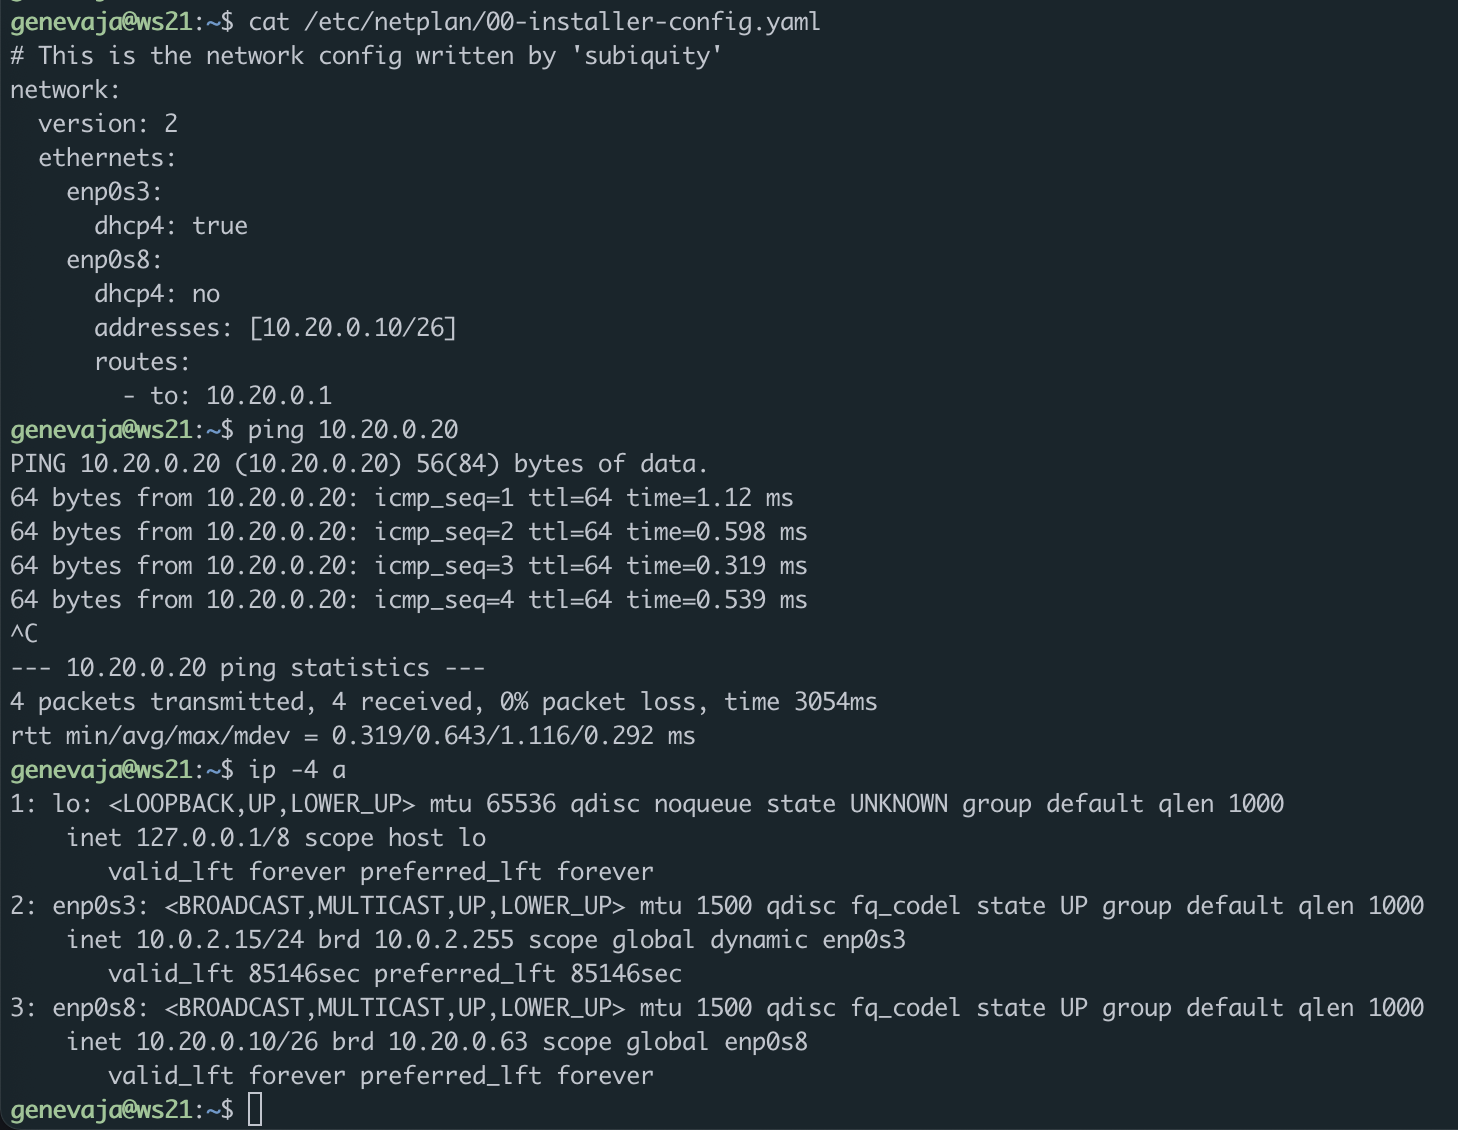 genevaja@ws21:~$ cat /etc/netplan/00-installer-config.yaml
# This is the network config written by 'subiquity'
network:
  version: 2
  ethernets:
    enp0s3:
      dhcp4: true
    enp0s8:
      dhcp4: no
      addresses: [10.20.0.10/26]
      routes:
        - to: 10.20.0.1
genevaja@ws21:~$ ping 10.20.0.20
PING 10.20.0.20 (10.20.0.20) 56(84) bytes of data.
64 bytes from 10.20.0.20: icmp_seq=1 ttl=64 time=1.12 ms
64 bytes from 10.20.0.20: icmp_seq=2 ttl=64 time=0.598 ms
64 bytes from 10.20.0.20: icmp_seq=3 ttl=64 time=0.319 ms
64 bytes from 10.20.0.20: icmp_seq=4 ttl=64 time=0.539 ms
^C
--- 10.20.0.20 ping statistics ---
4 packets transmitted, 4 received, 0% packet loss, time 3054ms
rtt min/avg/max/mdev = 0.319/0.643/1.116/0.292 ms
genevaja@ws21:~$ ip -4 a
1: lo: <LOOPBACK,UP,LOWER_UP> mtu 65536 qdisc noqueue state UNKNOWN group default qlen 1000
    inet 127.0.0.1/8 scope host lo
       valid_lft forever preferred_lft forever
2: enp0s3: <BROADCAST,MULTICAST,UP,LOWER_UP> mtu 1500 qdisc fq_codel state UP group default qlen 1000
    inet 10.0.2.15/24 brd 10.0.2.255 scope global dynamic enp0s3
       valid_lft 85146sec preferred_lft 85146sec
3: enp0s8: <BROADCAST,MULTICAST,UP,LOWER_UP> mtu 1500 qdisc fq_codel state UP group default qlen 1000
    inet 10.20.0.10/26 brd 10.20.0.63 scope global enp0s8
       valid_lft forever preferred_lft forever
genevaja@ws21:~$